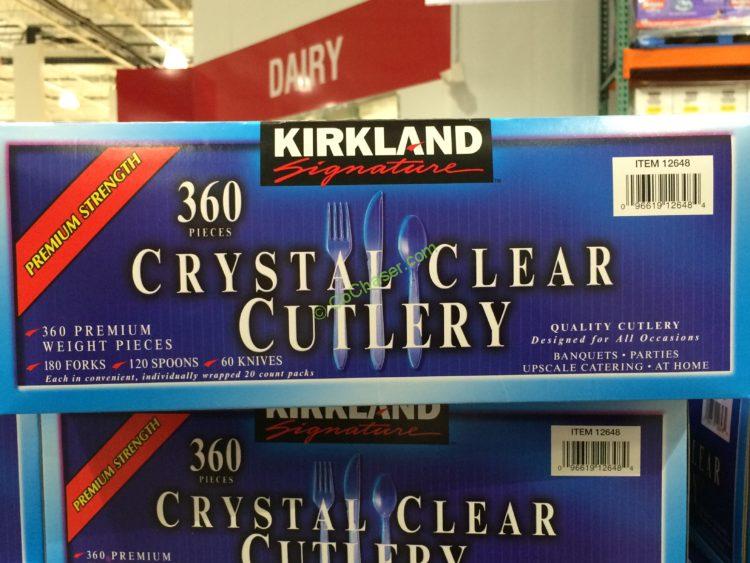 DAIRY
KIRKLAND
Signature™
ITEM 12648
0 96619 12648 4
PREMIUM STRENGTH
360
PIECES
CRYSTAL CLEAR
CUTLERY
© CoChaser.com
360 PREMIUM
WEIGHT PIECES
180 FORKS 120 SPOONS 60 KNIVES
Each in convenient, individually wrapped 20 count packs
QUALITY CUTLERY
Designed for All Occasions
BANQUETS • PARTIES
UPSCALE CATERING • AT HOME
KIRKLAND
Signature
ITEM 12648
0 96619 12648 4
PREMIUM STRENGTH
360
PIECES
CRYSTAL CLEAR
CUTLERY
360 PREMIUM